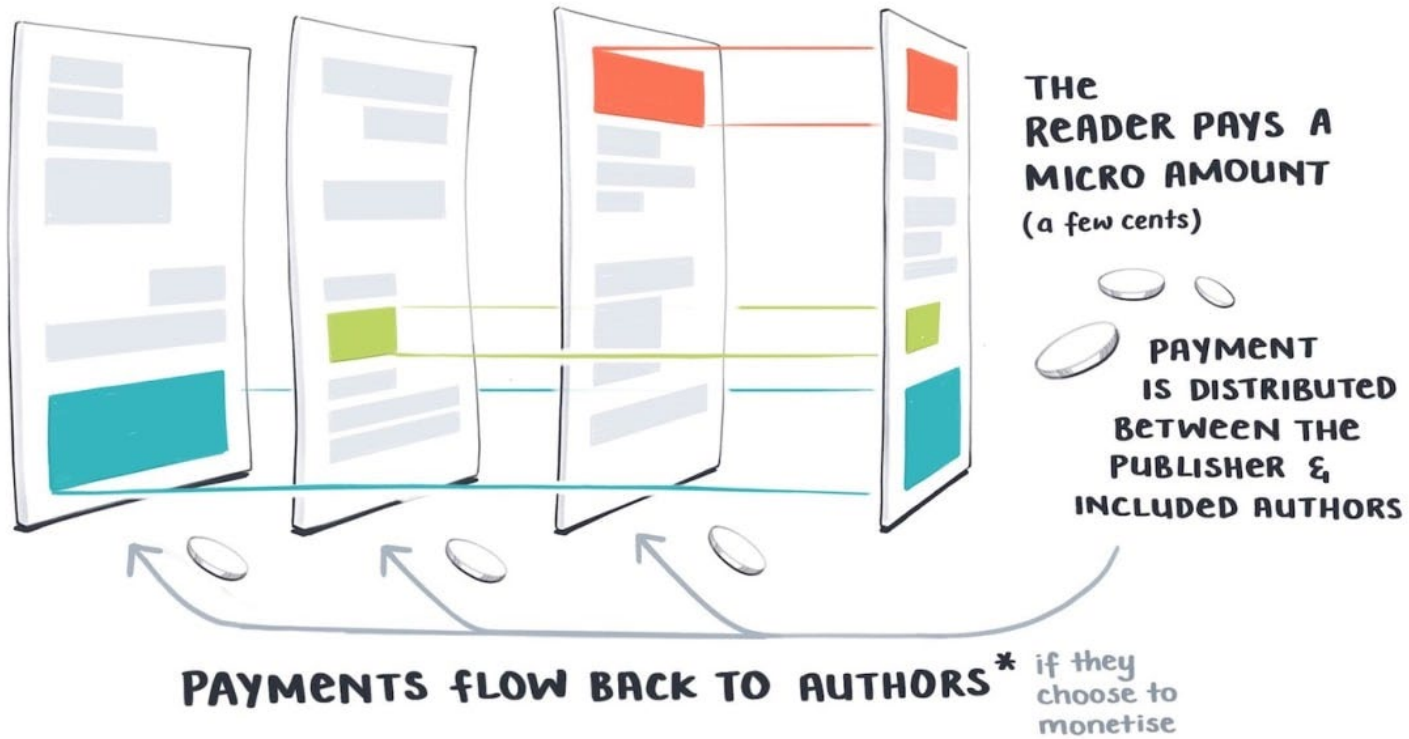 THE
READER PAYS A
MICRO AMOUNT
(a few cents)
PAYMENT
IS DISTRIBUTED
BETWEEN THE
PUBLISHER &
INCLUDED AUTHORS
PAYMENTS FLOW BACK TO AUTHORS*
if they
choose to
monetise